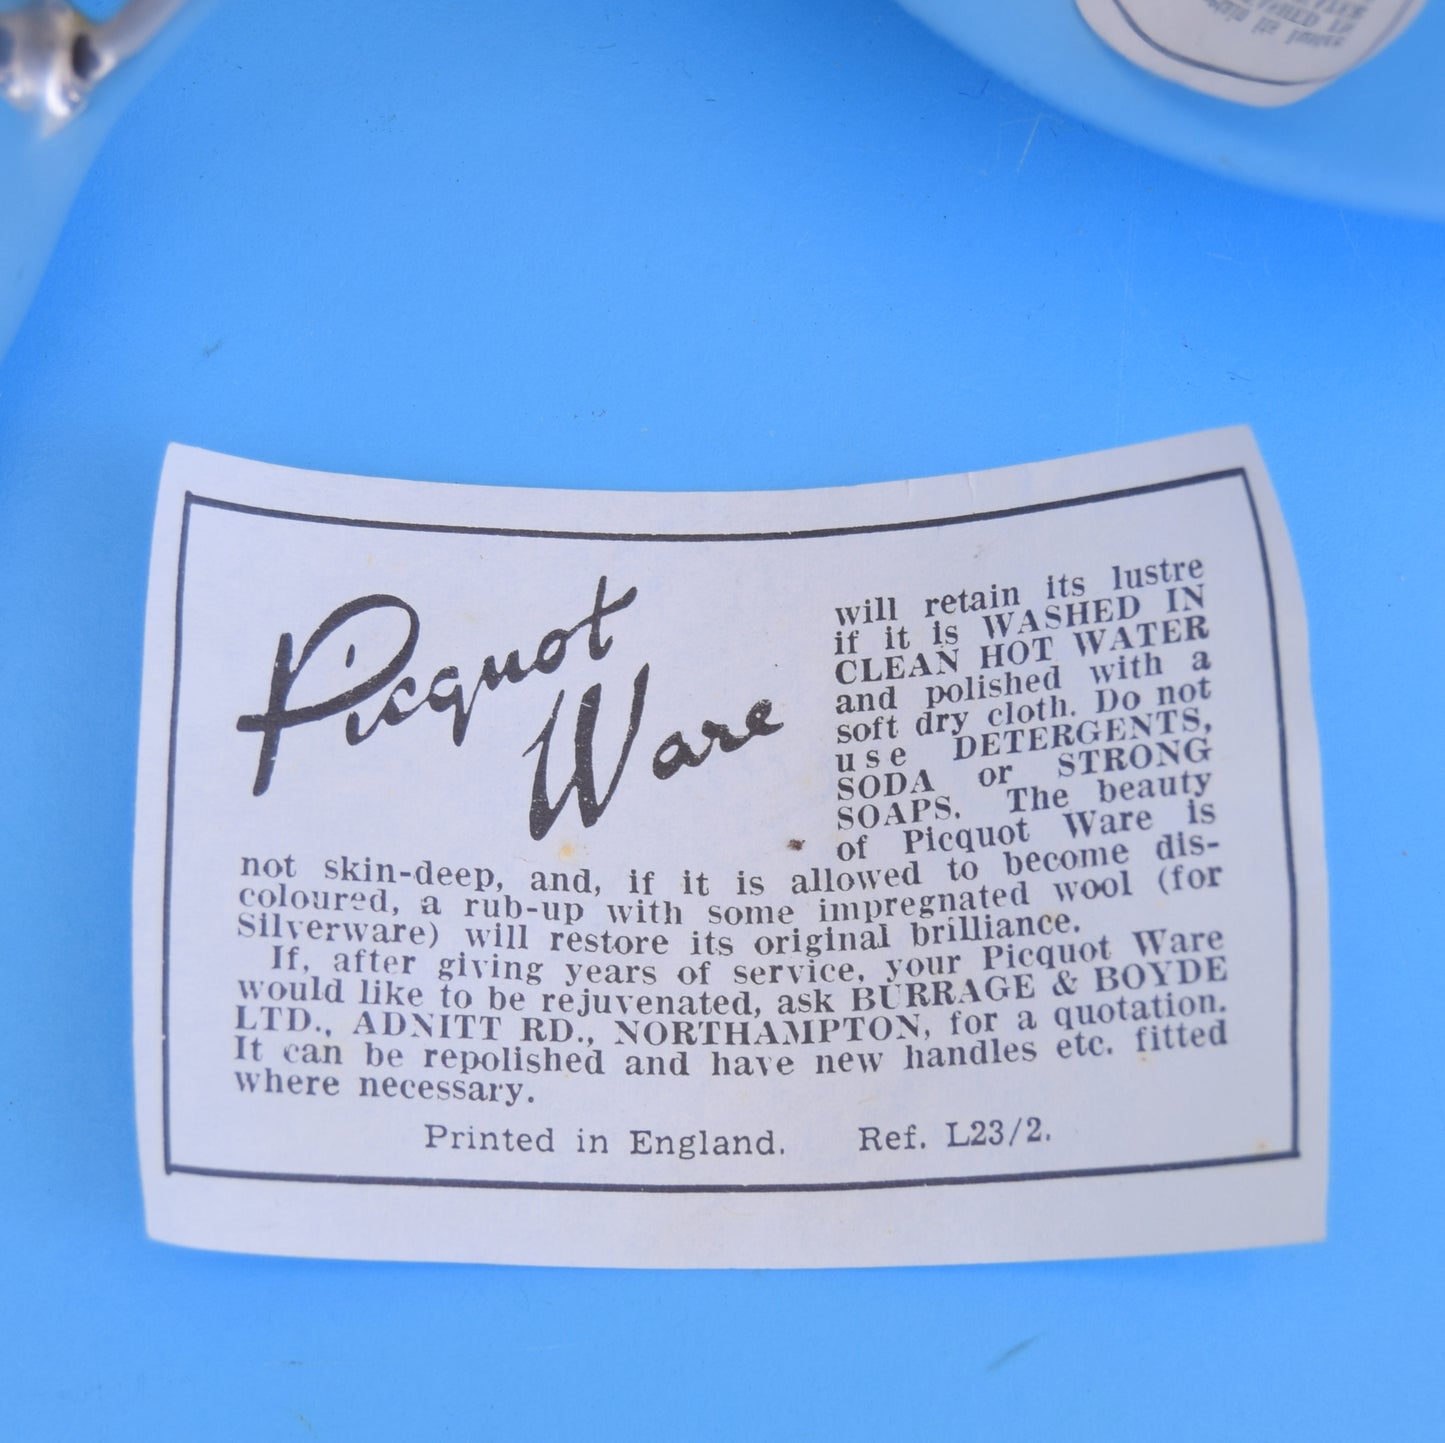 Picquot
Ware
will retain its lustre
if it is WASHED IN
CLEAN HOT WATER
and polished with a
soft dry cloth. Do not
use DETERGENTS,
SODA or STRONG
SOAPS. The beauty
of Picquot Ware is
not skin-deep, and, if it is allowed to become dis-
coloured, a rub-up with some impregnated wool (for
Silverware) will restore its original brilliance.
If, after giving years of service, your Picquot Ware
would like to be rejuvenated, ask BURRAGE & BOYDE
LTD., ADNITT RD., NORTHAMPTON, for a quotation.
It can be repolished and have new handles etc. fitted
where necessary.
Printed in England. Ref. L23/2.